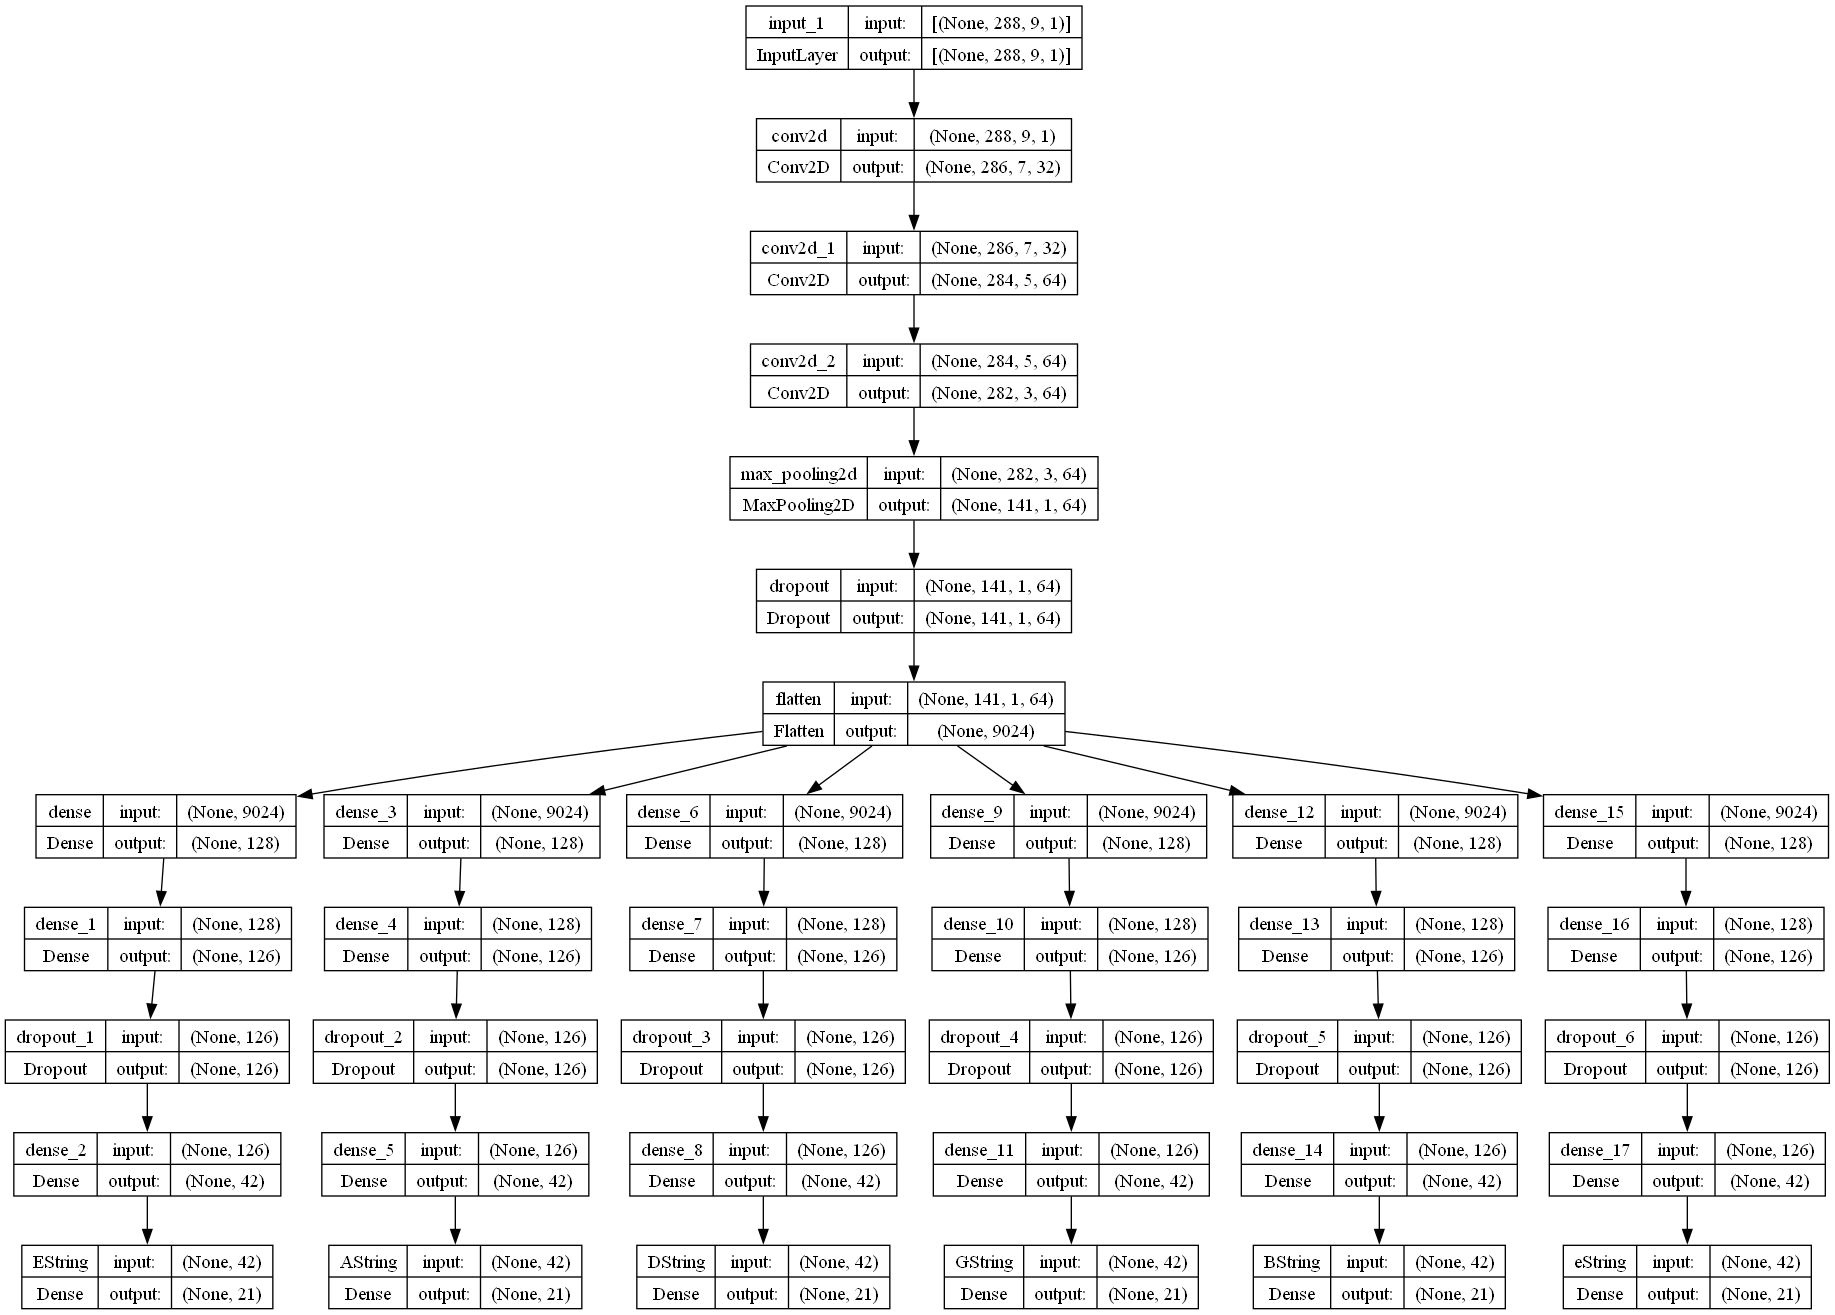 input_1 input: [(None, 288, 9, 1)]
InputLayer output: [(None, 288, 9, 1)]
conv2d input: (None, 288, 9, 1)
Conv2D output: (None, 286, 7, 32)
conv2d_1 input: (None, 286, 7, 32)
Conv2D output: (None, 284, 5, 64)
conv2d_2 input: (None, 284, 5, 64)
Conv2D output: (None, 282, 3, 64)
max_pooling2d input: (None, 282, 3, 64)
MaxPooling2D output: (None, 141, 1, 64)
dropout input: (None, 141, 1, 64)
Dropout output: (None, 141, 1, 64)
flatten input: (None, 141, 1, 64)
Flatten output: (None, 9024)
dense input: (None, 9024) dense_3 input: (None, 9024) dense_6 input: (None, 9024) dense_9 input: (None, 9024) dense_12 input: (None, 9024) dense_15 input: (None, 9024)
Dense output: (None, 128) Dense output: (None, 128) Dense output: (None, 128) Dense output: (None, 128) Dense output: (None, 128) Dense output: (None, 128)
dense_1 input: (None, 128) dense_4 input: (None, 128) dense_7 input: (None, 128) dense_10 input: (None, 128) dense_13 input: (None, 128) dense_16 input: (None, 128)
Dense output: (None, 126) Dense output: (None, 126) Dense output: (None, 126) Dense output: (None, 126) Dense output: (None, 126) Dense output: (None, 126)
dropout_1 input: (None, 126) dropout_2 input: (None, 126) dropout_3 input: (None, 126) dropout_4 input: (None, 126) dropout_5 input: (None, 126) dropout_6 input: (None, 126)
Dropout output: (None, 126) Dropout output: (None, 126) Dropout output: (None, 126) Dropout output: (None, 126) Dropout output: (None, 126) Dropout output: (None, 126)
dense_2 input: (None, 126) dense_5 input: (None, 126) dense_8 input: (None, 126) dense_11 input: (None, 126) dense_14 input: (None, 126) dense_17 input: (None, 126)
Dense output: (None, 42) Dense output: (None, 42) Dense output: (None, 42) Dense output: (None, 42) Dense output: (None, 42) Dense output: (None, 42)
EString input: (None, 42) AString input: (None, 42) DString input: (None, 42) GString input: (None, 42) BString input: (None, 42) eString input: (None, 42)
Dense output: (None, 21) Dense output: (None, 21) Dense output: (None, 21) Dense output: (None, 21) Dense output: (None, 21) Dense output: (None, 21)